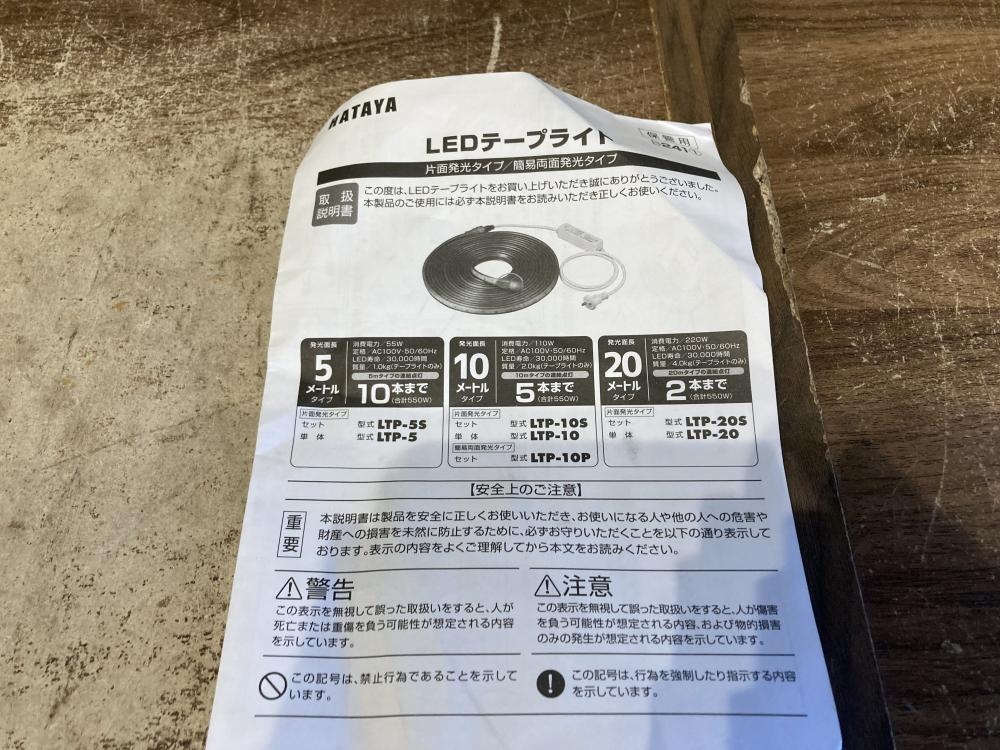 HATAYA
LEDテープライト
保管用
片面発光タイプ/簡易両面発光タイプ
取扱
説明書
この度は、LEDテープライトをお買い上げいただき誠にありがとうございました。
本製品のご使用には必ず本説明書をお読みいただき正しくお使いください。
発光面長
5
メートル
タイプ
消費電力/55W
定格/AC100V・50/60Hz
LED寿命/30,000時間
質量/1.0kg(テープライトのみ)
5mタイプの連結点灯
10本まで
(合計550W)
片面発光タイプ
セット 型式 LTP-5S
単体 型式 LTP-5
発光面長
10
メートル
タイプ
消費電力/110W
定格/AC100V・50/60Hz
LED寿命/30,000時間
質量/2.0kg(テープライトのみ)
10mタイプの連結点灯
5本まで
(合計550W)
片面発光タイプ
セット 型式 LTP-10S
単体 型式 LTP-10
簡易両面発光タイプ
セット 型式 LTP-10P
発光面長
20
メートル
タイプ
消費電力/220W
定格/AC100V・50/60Hz
LED寿命/30,000時間
質量/4.0kg(テープライトのみ)
20mタイプの連結点灯
2本まで
(合計550W)
片面発光タイプ
セット 型式 LTP-20S
単体 型式 LTP-20
【安全上のご注意】
重要
本説明書は製品を安全に正しくお使いいただき、お使いになる人や他の人への危害や
財産への損害を未然に防止するために、必ずお守りいただくことを以下の通り表示して
おります。表示の内容をよくご理解してから本文をお読みください。
警告
この表示を無視して誤った取扱いをすると、人が
死亡または重傷を負う可能性が想定される内容
を示しています。
注意
この表示を無視して誤った取扱いをすると、人が傷害
を負う可能性が想定される内容、および物的損害
のみの発生が想定される内容を示しています。
この記号は、禁止行為であることを示して
います。
この記号は、行為を強制したり指示する内容
を示しています。